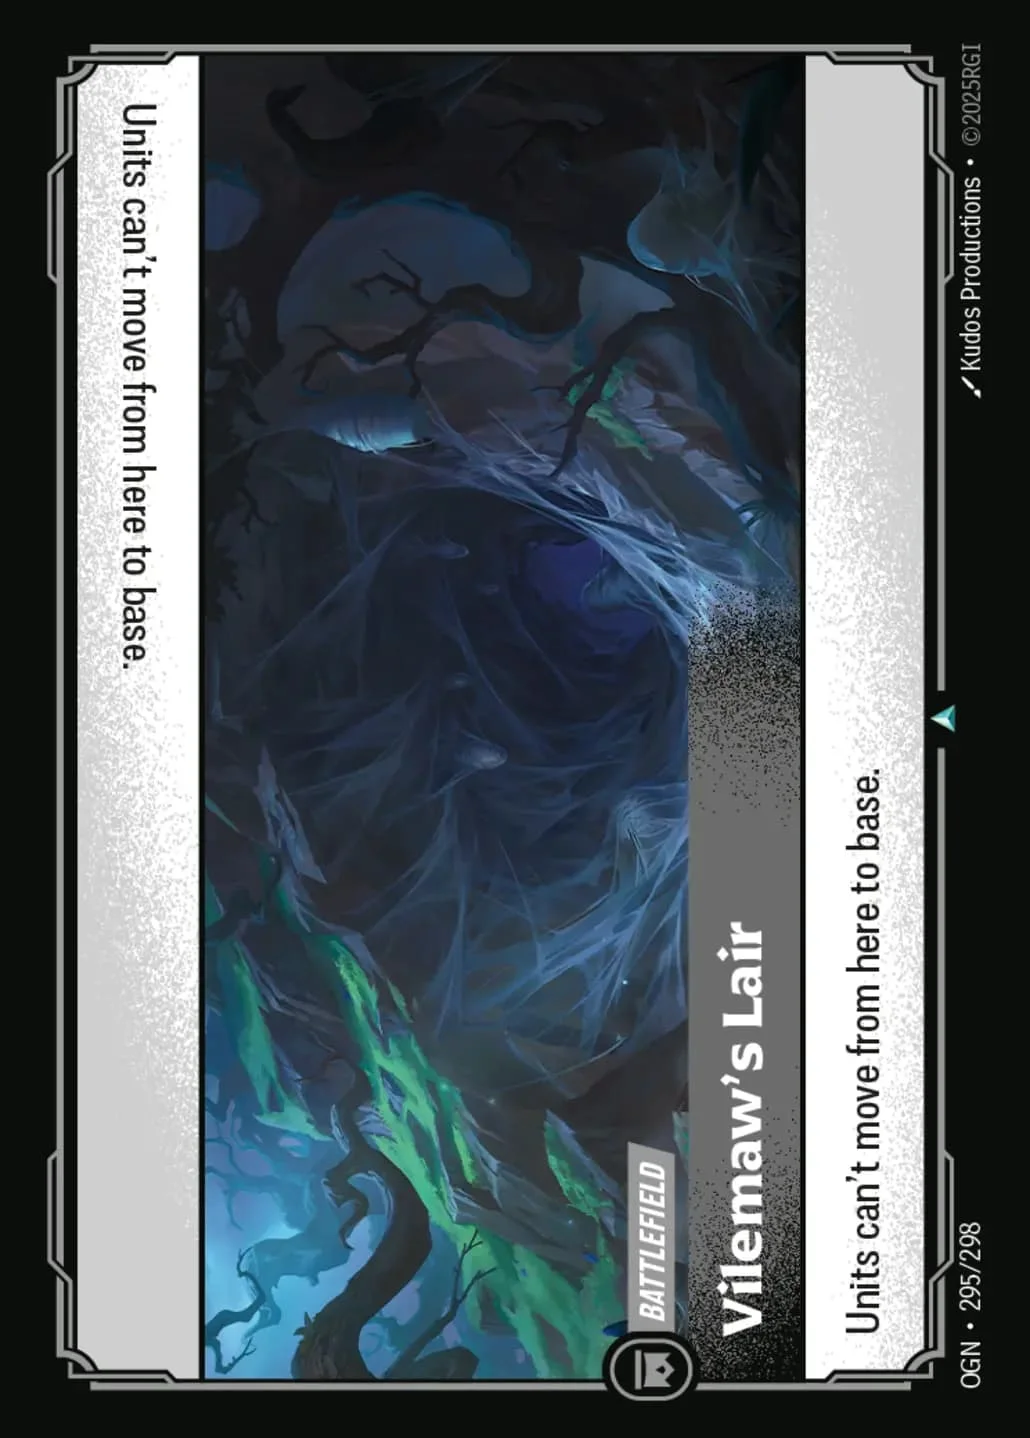 Units can't move from here to base.
BATTLEFIELD
Vilemaw's Lair
Units can't move from here to base.
OGN • 295/298
Kudos Productions • ©2025RGI